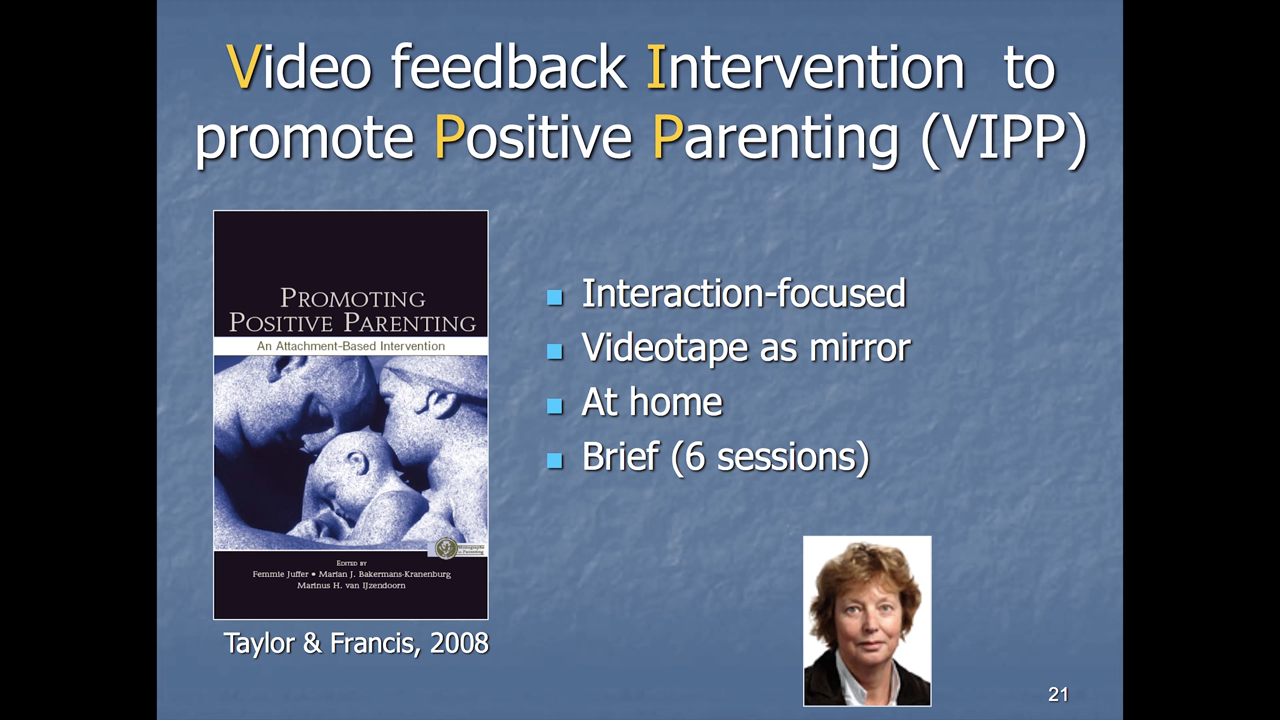 Video feedback Intervention to
promote Positive Parenting (VIPP)
PROMOTING
POSITIVE PARENTING
An Attachment-Based Intervention
EDITED BY
Femmie Juffer • Marian J. Bakermans-Kranenburg
Marinus H. van IJzendoorn
Taylor & Francis, 2008
Interaction-focused
Videotape as mirror
At home
Brief (6 sessions)
21